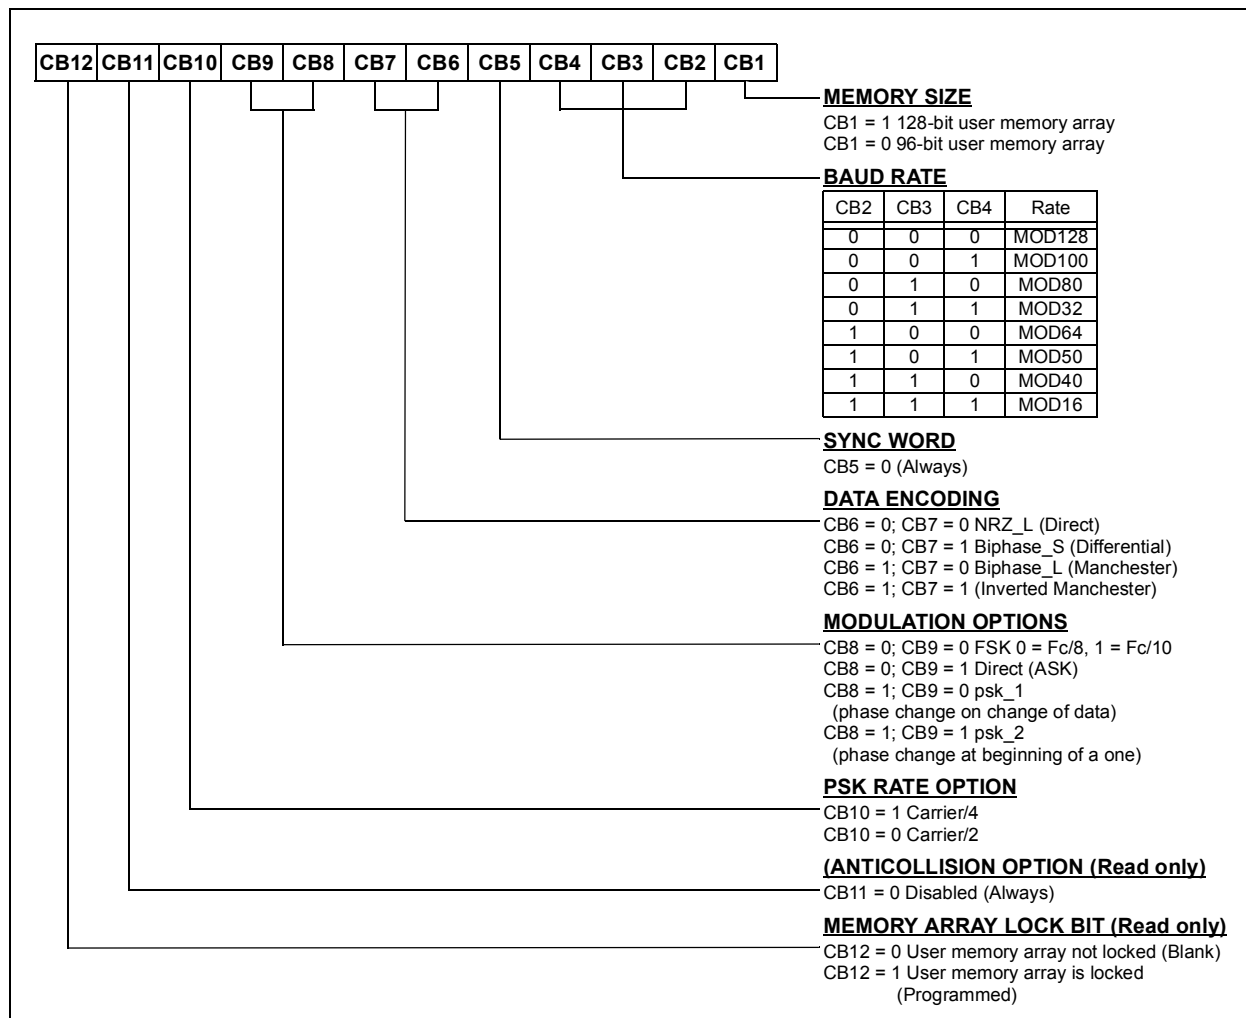 CB12 CB11 CB10 CB9 CB8 CB7 CB6 CB5 CB4 CB3 CB2 CB1
MEMORY SIZE
CB1 = 1 128-bit user memory array
CB1 = 0 96-bit user memory array
BAUD RATE
CB2 CB3 CB4 Rate
0 0 0 MOD128
0 0 1 MOD100
0 1 0 MOD80
0 1 1 MOD32
1 0 0 MOD64
1 0 1 MOD50
1 1 0 MOD40
1 1 1 MOD16
SYNC WORD
CB5 = 0 (Always)
DATA ENCODING
CB6 = 0; CB7 = 0 NRZ_L (Direct)
CB6 = 0; CB7 = 1 Biphase_S (Differential)
CB6 = 1; CB7 = 0 Biphase_L (Manchester)
CB6 = 1; CB7 = 1 (Inverted Manchester)
MODULATION OPTIONS
CB8 = 0; CB9 = 0 FSK 0 = Fc/8, 1 = Fc/10
CB8 = 0; CB9 = 1 Direct (ASK)
CB8 = 1; CB9 = 0 psk_1
(phase change on change of data)
CB8 = 1; CB9 = 1 psk_2
(phase change at beginning of a one)
PSK RATE OPTION
CB10 = 1 Carrier/4
CB10 = 0 Carrier/2
(ANTICOLLISION OPTION (Read only)
CB11 = 0 Disabled (Always)
MEMORY ARRAY LOCK BIT (Read only)
CB12 = 0 User memory array not locked (Blank)
CB12 = 1 User memory array is locked
(Programmed)